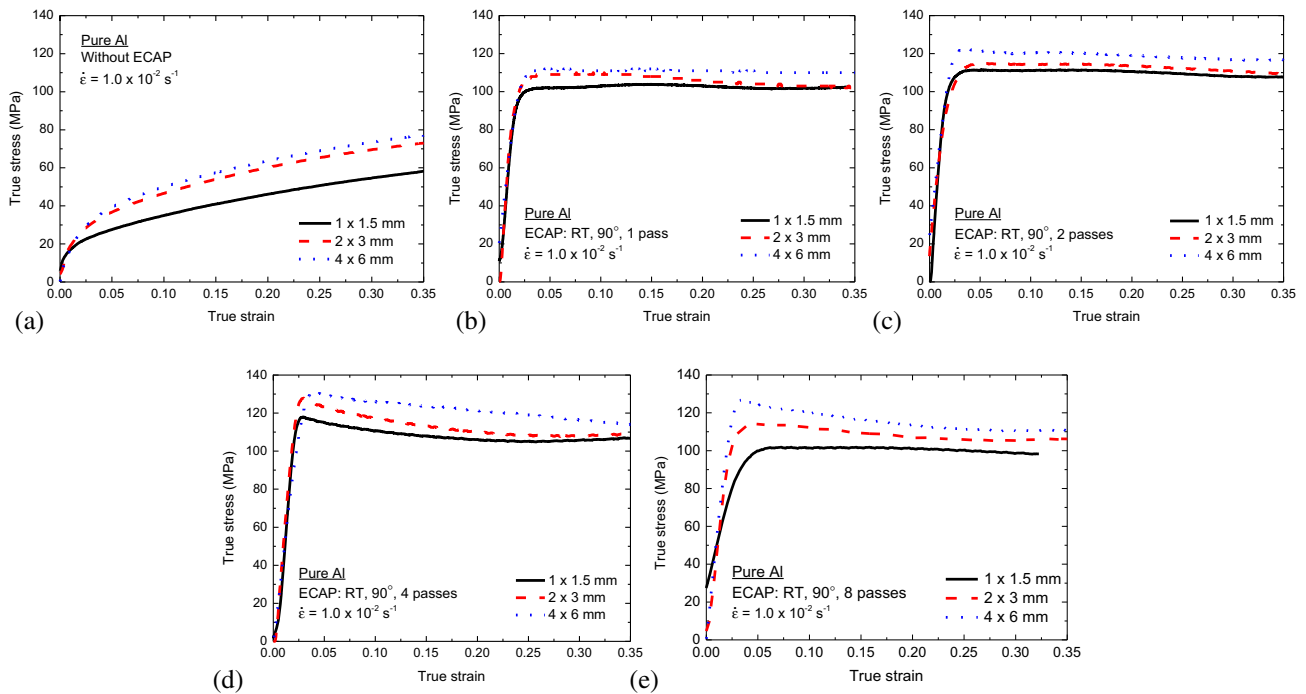 140
120
100
80
60
40
20
0
True stress (MPa)
Pure Al
Without ECAP
ε̇ = 1.0 x 10⁻² s⁻¹
1 x 1.5 mm
2 x 3 mm
4 x 6 mm
0.00 0.05 0.10 0.15 0.20 0.25 0.30 0.35
True strain
(a)
140
120
100
80
60
40
20
0
True stress (MPa)
Pure Al
ECAP: RT, 90°, 1 pass
ε̇ = 1.0 x 10⁻² s⁻¹
1 x 1.5 mm
2 x 3 mm
4 x 6 mm
0.00 0.05 0.10 0.15 0.20 0.25 0.30 0.35
True strain
(b)
140
120
100
80
60
40
20
0
True stress (MPa)
Pure Al
ECAP: RT, 90°, 2 passes
ε̇ = 1.0 x 10⁻² s⁻¹
1 x 1.5 mm
2 x 3 mm
4 x 6 mm
0.00 0.05 0.10 0.15 0.20 0.25 0.30 0.35
True strain
(c)
140
120
100
80
60
40
20
0
True stress (MPa)
Pure Al
ECAP: RT, 90°, 4 passes
ε̇ = 1.0 x 10⁻² s⁻¹
1 x 1.5 mm
2 x 3 mm
4 x 6 mm
0.00 0.05 0.10 0.15 0.20 0.25 0.30 0.35
True strain
(d)
140
120
100
80
60
40
20
0
True stress (MPa)
Pure Al
ECAP: RT, 90°, 8 passes
ε̇ = 1.0 x 10⁻² s⁻¹
1 x 1.5 mm
2 x 3 mm
4 x 6 mm
0.00 0.05 0.10 0.15 0.20 0.25 0.30 0.35
True strain
(e)